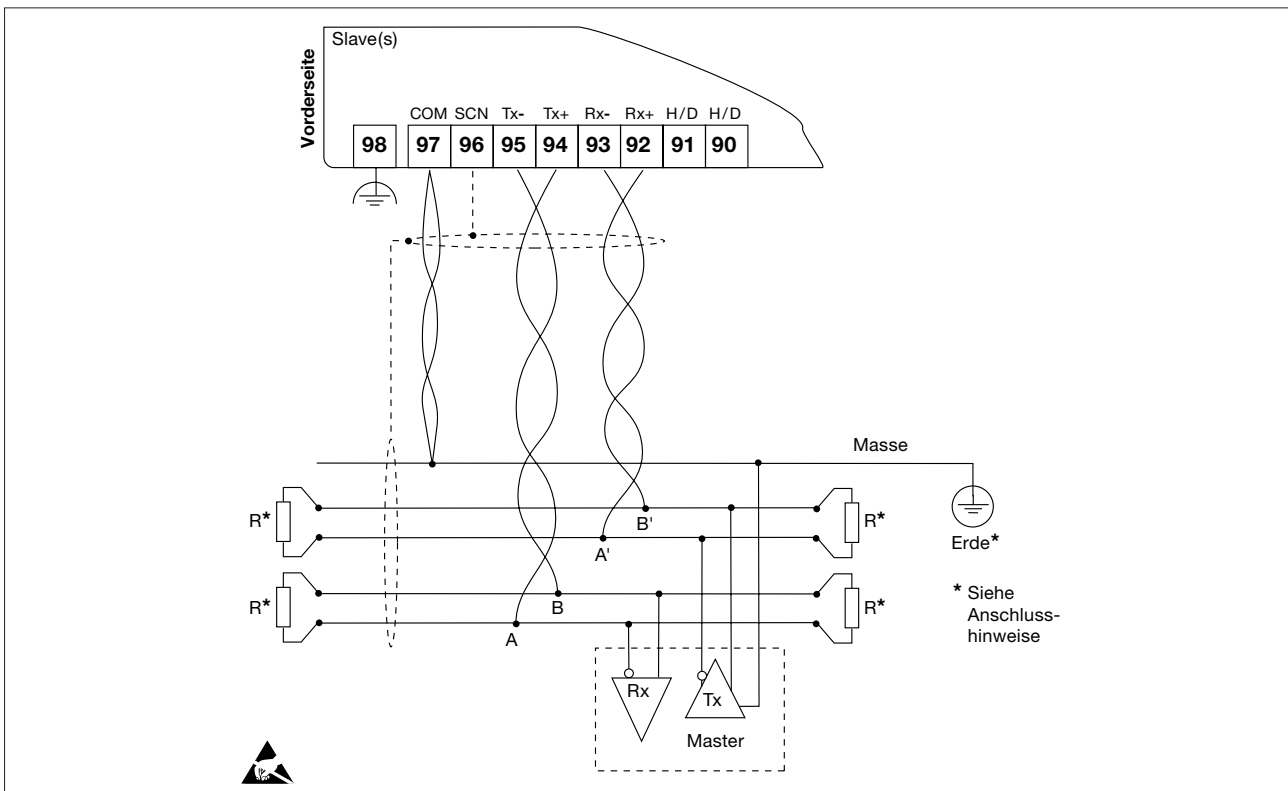 Slave(s)
Vorderseite
COM SCN Tx- Tx+ Rx- Rx+ H/D H/D
98 97 96 95 94 93 92 91 90
Masse
R*
B'
R*
A'
Erde*
R*
B
R*
A
* Siehe
Anschluss-
hinweise
Rx
Tx
Master